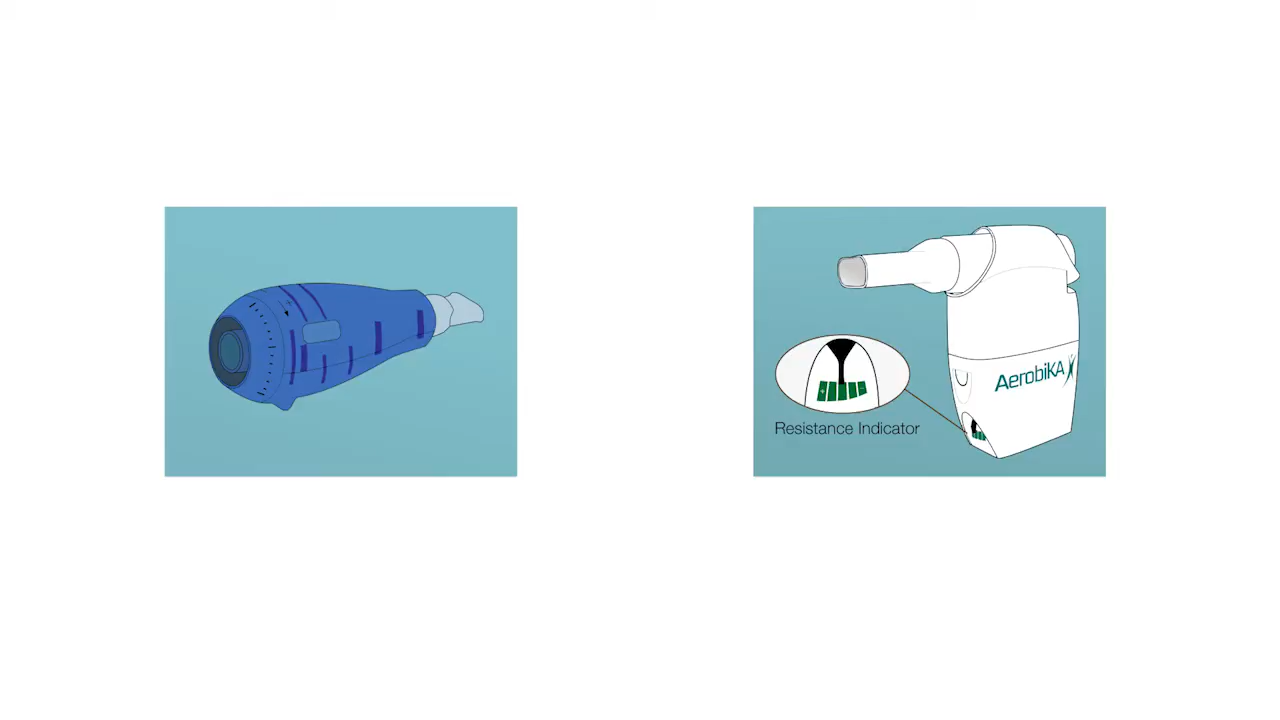 AerobiKA
+
-
Resistance Indicator